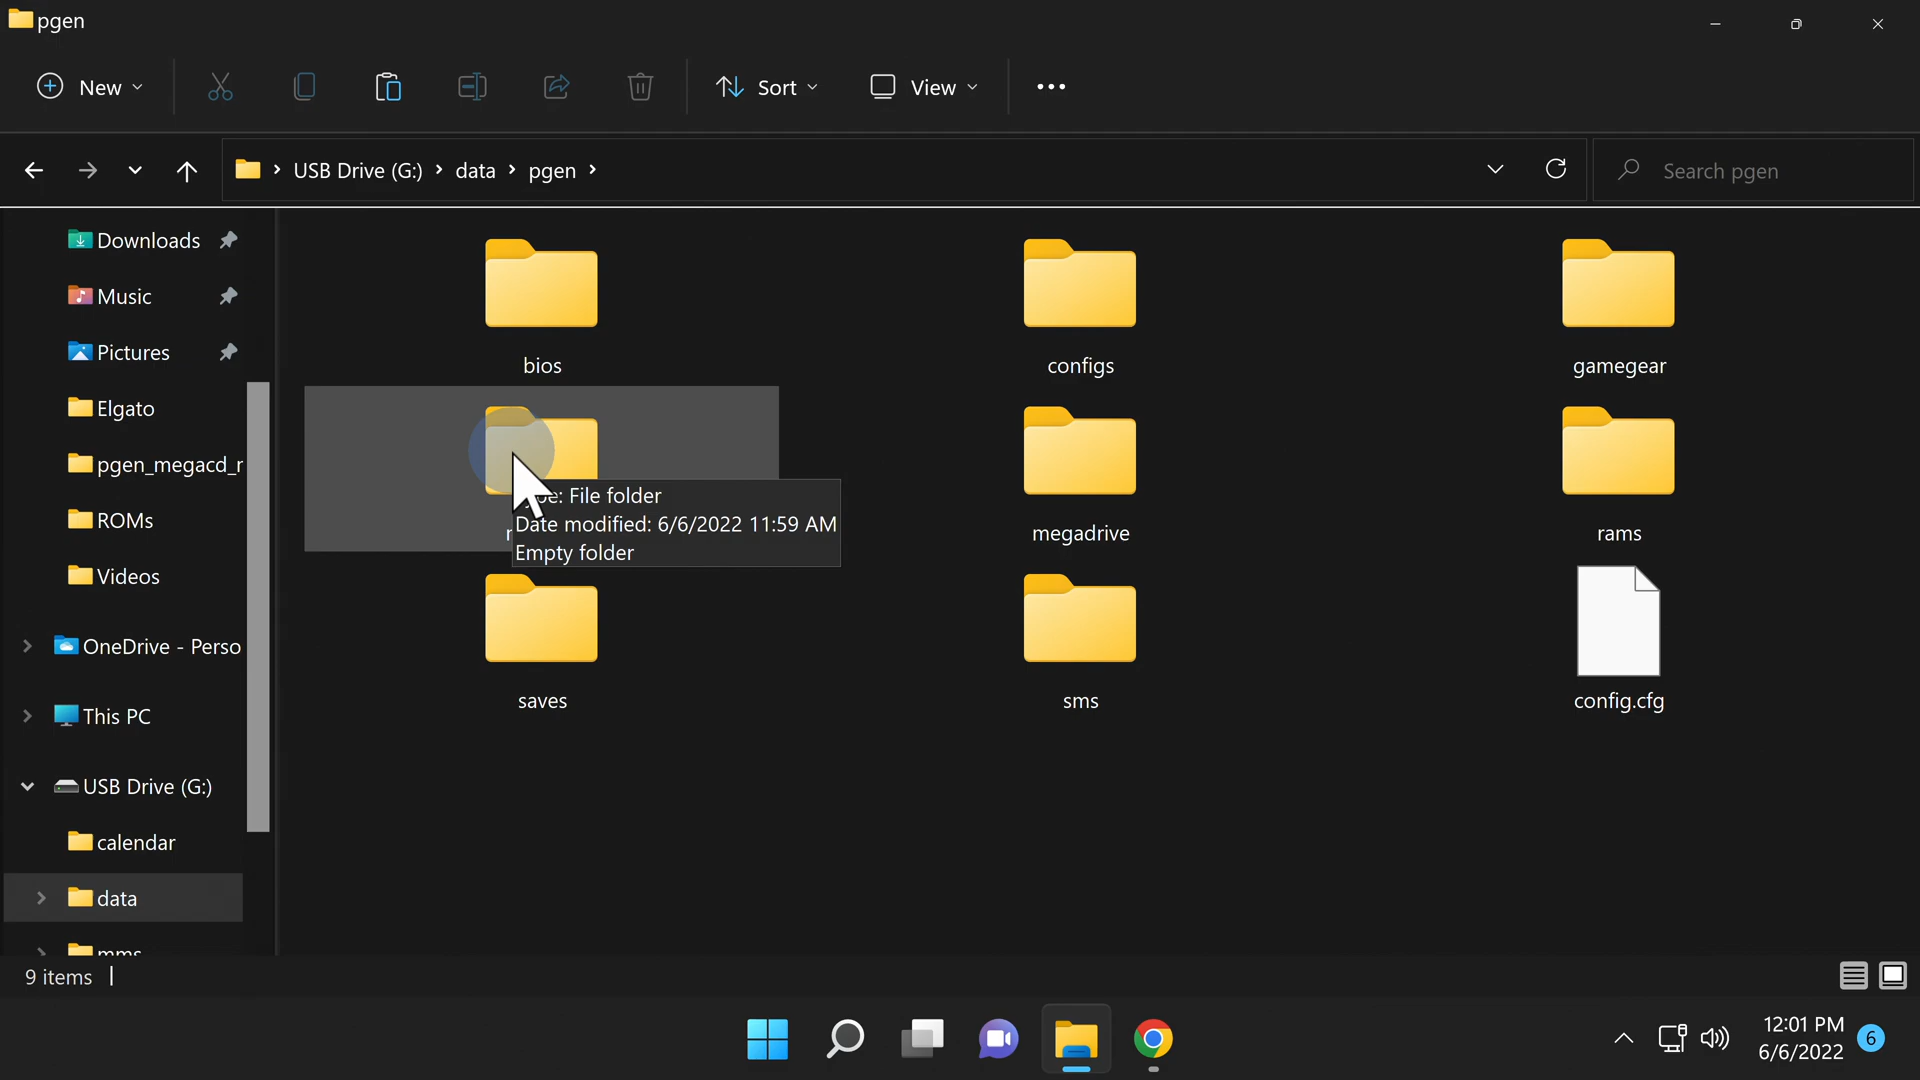 pgen
New
Sort
View
USB Drive (G:) data pgen
Search pgen
Downloads
Music
Pictures
Elgato
pgen_megacd_r
ROMs
Videos
OneDrive - Perso
This PC
USB Drive (G:)
calendar
data
mms
bios
configs
gamegear
megadrive
rams
Type: File folder
Date modified: 6/6/2022 11:59 AM
Empty folder
saves
sms
config.cfg
9 items
12:01 PM
6/6/2022
6